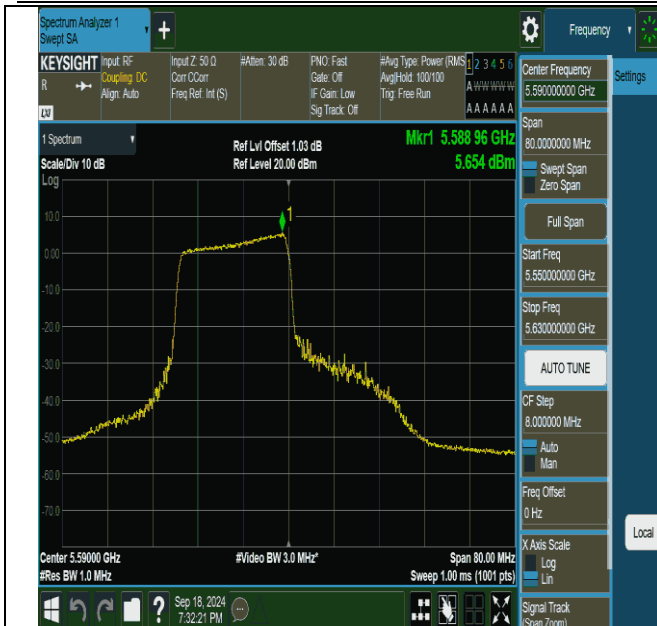 Spectrum Analyzer 1
Swept SA
+
Frequency
KEYSIGHT
R
LXI
Input: RF
Coupling: DC
Align: Auto
Input Z: 50 Ω
Corr CCorr
Freq Ref: Int (S)
#Atten: 30 dB
PNO: Fast
Gate: Off
IF Gain: Low
Sig Track: Off
#Avg Type: Power (RMS
Avg|Hold: 100/100
Trig: Free Run
1 2 3 4 5 6
A W W W W W
A A A A A A
1 Spectrum
Scale/Div 10 dB
Log
Ref Lvl Offset 1.03 dB
Ref Level 20.00 dBm
Mkr1 5.588 96 GHz
5.654 dBm
1
10.0
0.00
-10.0
-20.0
-30.0
-40.0
-50.0
-60.0
-70.0
Center 5.59000 GHz
#Res BW 1.0 MHz
#Video BW 3.0 MHz*
Span 80.00 MHz
Sweep 1.00 ms (1001 pts)
Sep 18, 2024
7:32:21 PM
?
Center Frequency
5.590000000 GHz
Span
80.0000000 MHz
Swept Span
Zero Span
Full Span
Start Freq
5.550000000 GHz
Stop Freq
5.630000000 GHz
AUTO TUNE
CF Step
8.000000 MHz
Auto
Man
Freq Offset
0 Hz
X Axis Scale
Log
Lin
Signal Track
(Span Zoom)
Settings
Local